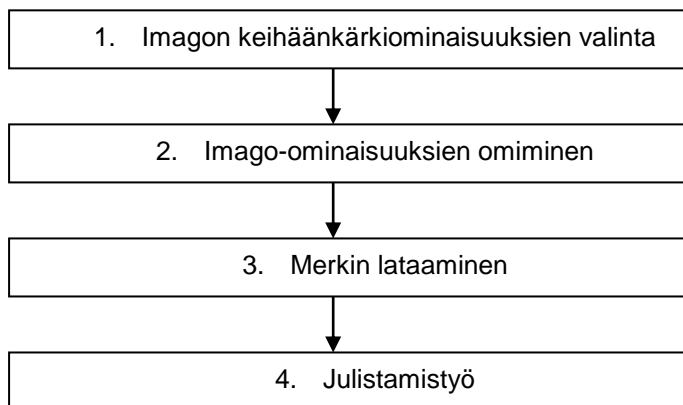 1. Imagon keihäänkärkiominaisuuksien valinta
2. Imago-ominaisuuksien omiminen
3. Merkin lataaminen
4. Julistamistyö